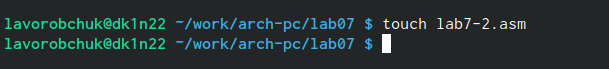 lavorobchuk@dk1n22 ~/work/arch-pc/lab07 $ touch lab7-2.asm
lavorobchuk@dk1n22 ~/work/arch-pc/lab07 $